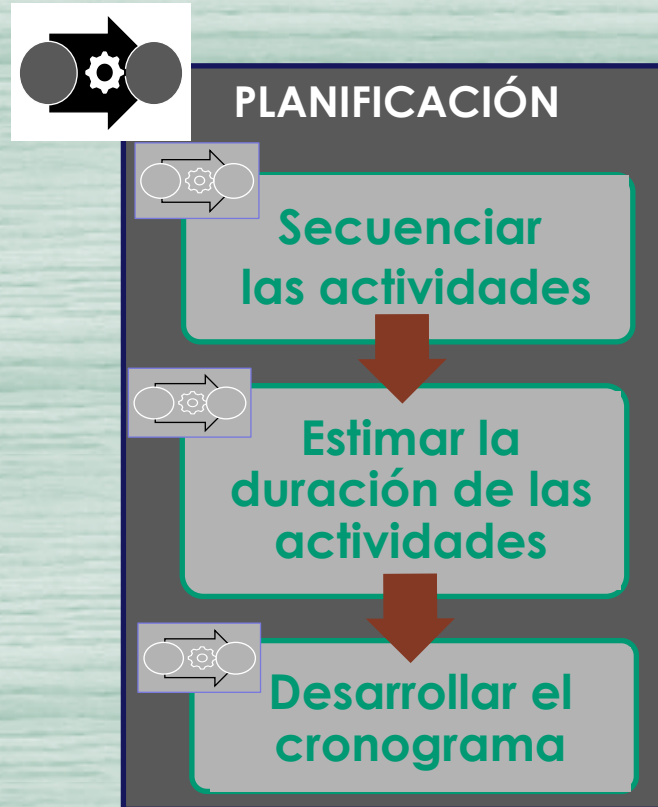 PLANIFICACIÓN
Secuenciar
las actividades
Estimar la
duración de las
actividades
Desarrollar el
cronograma